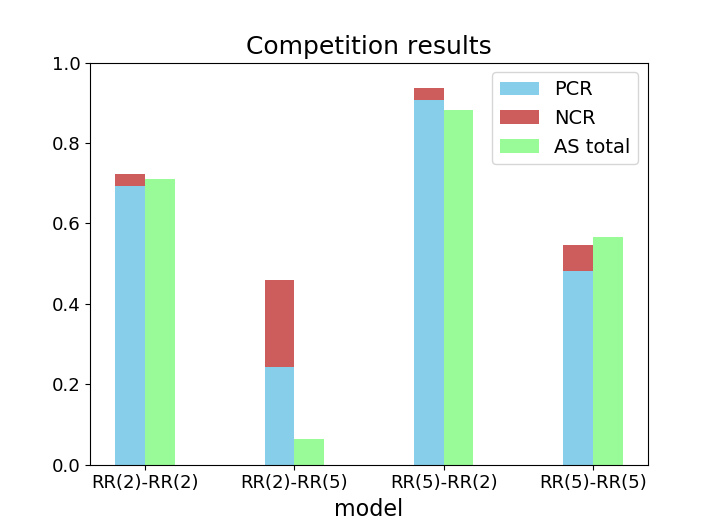 Competition results
1.0
0.8
0.6
0.4
0.2
0.0
PCR
NCR
AS total
RR(2)-RR(2)
RR(2)-RR(5)
RR(5)-RR(2)
RR(5)-RR(5)
model